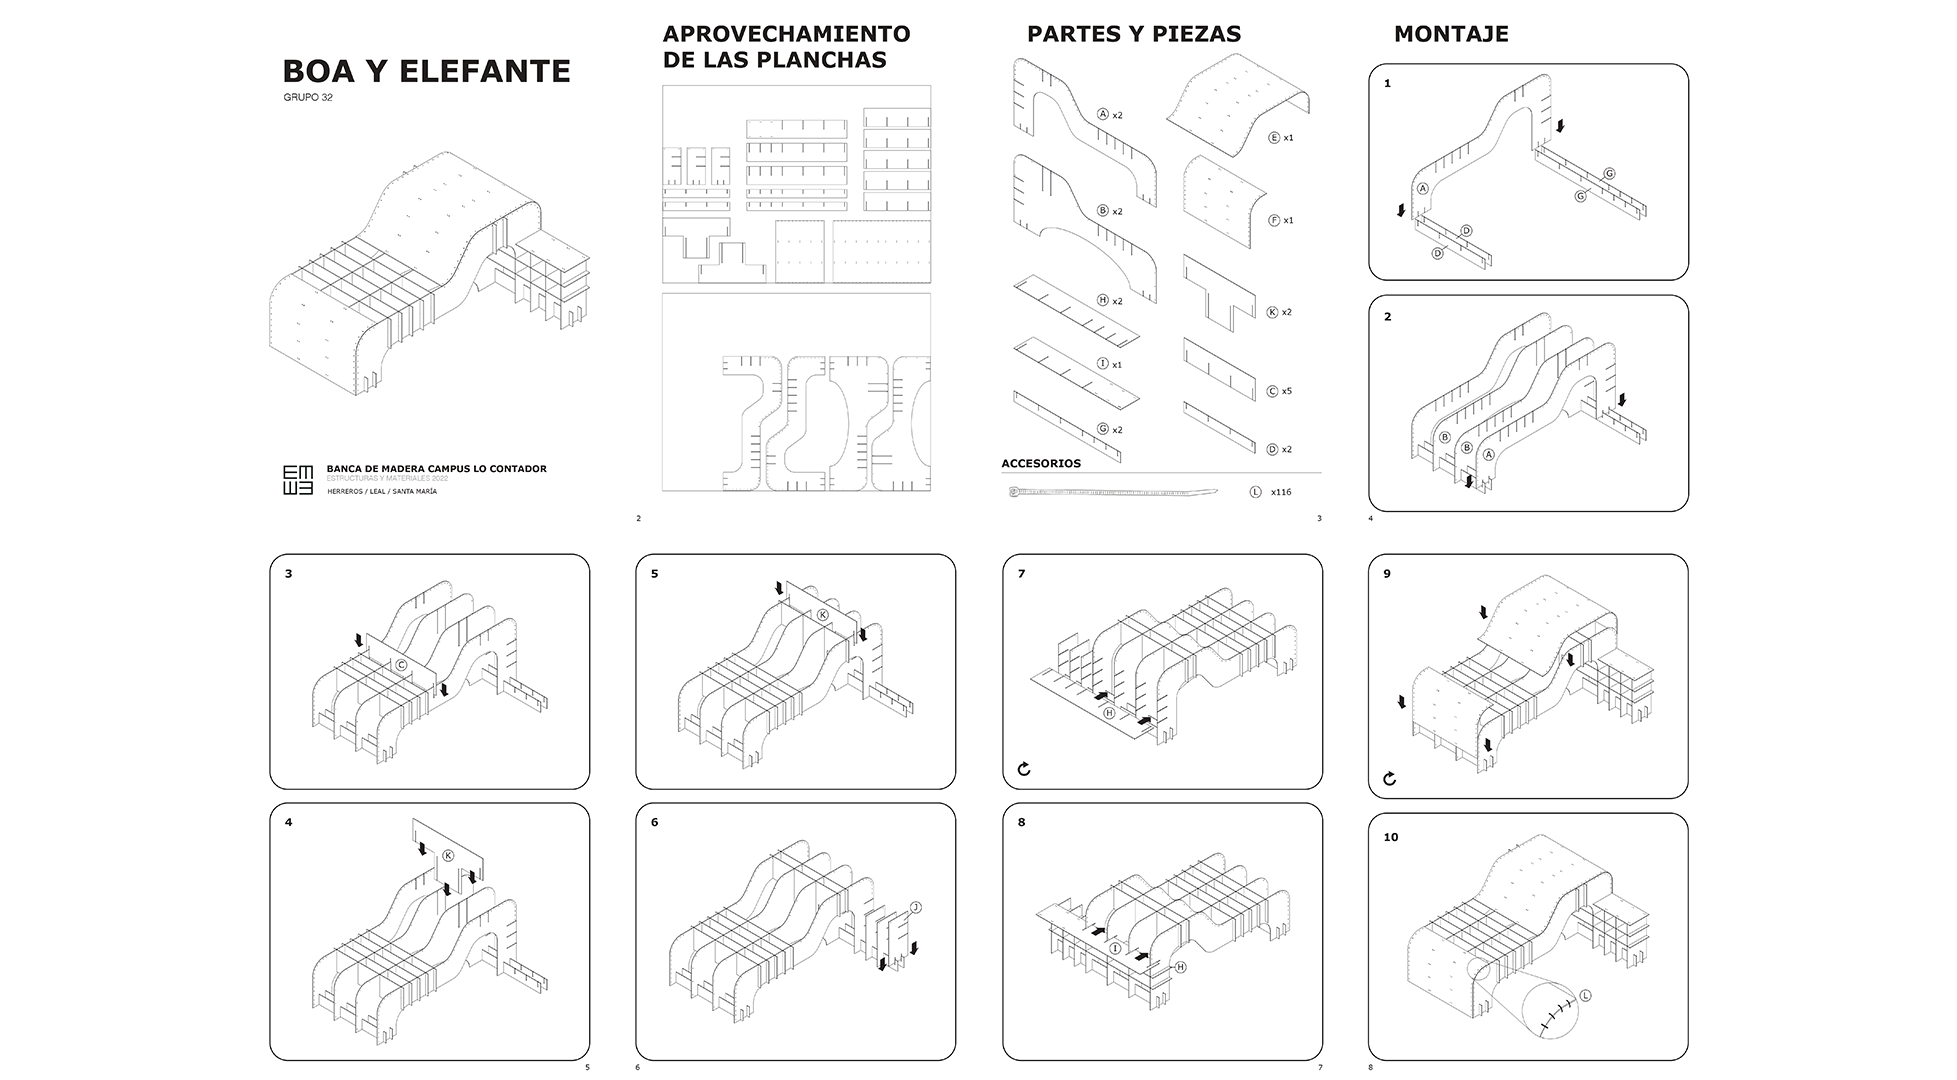 BOA Y ELEFANTE
GRUPO 32
BANCA DE MADERA CAMPUS LO CONTADOR
ESTRUCTURAS Y MATERIALES 2022
HERREROS / LEAL / SANTA MARÍA
APROVECHAMIENTO
DE LAS PLANCHAS
2
PARTES Y PIEZAS
A x2
E x1
B x2
F x1
H x2
K x2
I x1
C x5
G x2
D x2
ACCESORIOS
L x116
3
MONTAJE
1
A
G
G
D
D
2
B
B
A
4
3
C
4
K
5
5
K
6
J
6
7
H
8
I
H
7
9
10
L
8